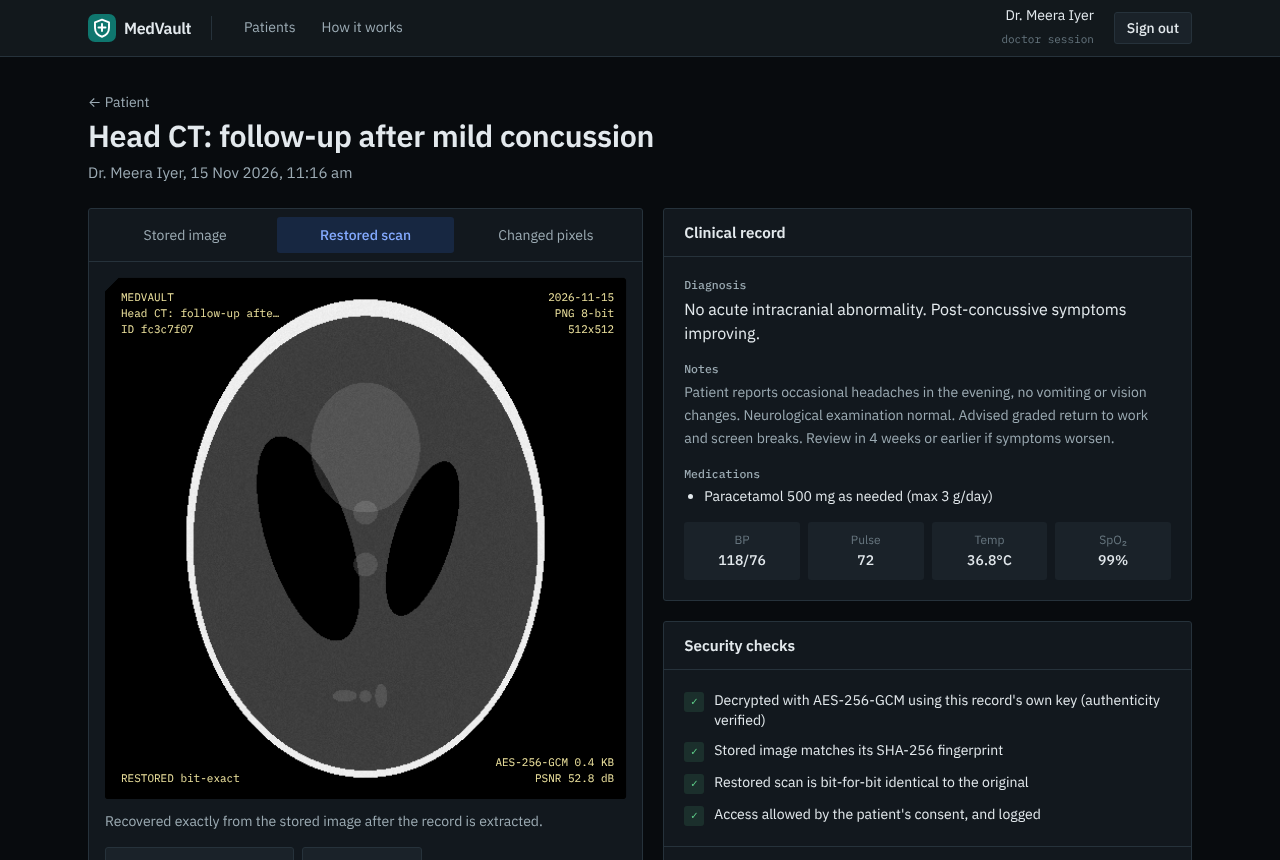 MedVault
Patients
How it works
Dr. Meera Iyer
doctor session
Sign out
← Patient
Head CT: follow-up after mild concussion
Dr. Meera Iyer, 15 Nov 2026, 11:16 am
Stored image
Restored scan
Changed pixels
MEDVAULT
Head CT: follow-up afte…
ID fc3c7f07
2026-11-15
PNG 8-bit
512x512
RESTORED bit-exact
AES-256-GCM 0.4 KB
PSNR 52.8 dB
Recovered exactly from the stored image after the record is extracted.
Clinical record
Diagnosis
No acute intracranial abnormality. Post-concussive symptoms
improving.
Notes
Patient reports occasional headaches in the evening, no vomiting or vision
changes. Neurological examination normal. Advised graded return to work
and screen breaks. Review in 4 weeks or earlier if symptoms worsen.
Medications
• Paracetamol 500 mg as needed (max 3 g/day)
BP
118/76
Pulse
72
Temp
36.8°C
SpO₂
99%
Security checks
✓ Decrypted with AES-256-GCM using this record's own key (authenticity
verified)
✓ Stored image matches its SHA-256 fingerprint
✓ Restored scan is bit-for-bit identical to the original
✓ Access allowed by the patient's consent, and logged